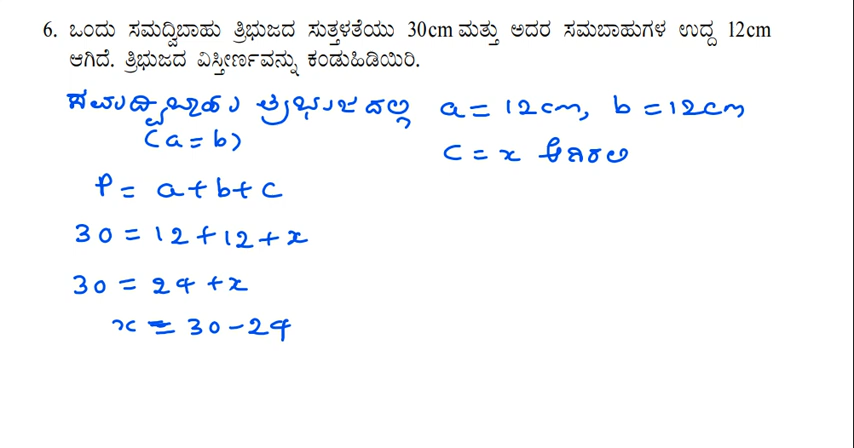 6. ಒಂದು ಸಮದ್ವಿಬಾಹು ತ್ರಿಭುಜದ ಸುತ್ತಳತೆಯು 30cm ಮತ್ತು ಅದರ ಸಮಬಾಹುಗಳ ಉದ್ದ 12cm
ಆಗಿದೆ. ತ್ರಿಭುಜದ ವಿಸ್ತೀರ್ಣವನ್ನು ಕಂಡುಹಿಡಿಯಿರಿ.
ಸಮದ್ವಿಬಾಹು ತ್ರಿಭುಜದಲ್ಲಿ a = 12cm, b = 12cm
(a = b) c = x ಆಗಿರಲಿ
P = a + b + c
30 = 12 + 12 + x
30 = 24 + x
x = 30 - 24